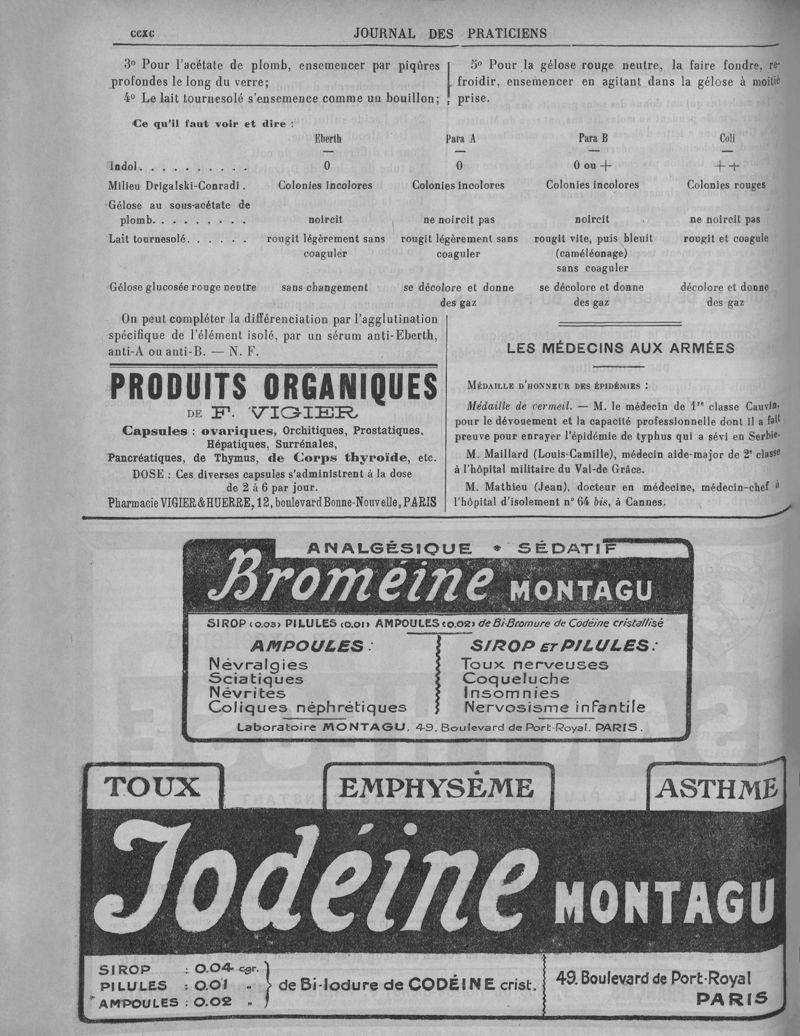 CCXC
JOURNAL DES PRATICIENS
3° Pour l'acétate de plomb, ensemencer par piqûres
profondes le long du verre;
4° Le lait tournesolé s'ensemence comme un bouillon;
5° Pour la gélose rouge neutre, la faire fondre, re-
froidir, ensemencer en agitant dans la gélose à moitié
prise.
Ce qu'il faut voir et dire :
Eberth Para A Para B Coli
Indol. . . . . . . . . . 0 0 0 ou + + +
Milieu Drigalski-Conradi . Colonies incolores Colonies incolores Colonies incolores Colonies rouges
Gélose au sous-acétate de
plomb. . . . . . . . . noircit ne noircit pas noircit ne noircit pas
Lait tournesolé. . . . . . rougit légèrement sans rougit légèrement sans rougit vite, puis bleuit rougit et coagule
coaguler coaguler (caméléonage)
sans coaguler
Gélose glucosée rouge neutre sans changement se décolore et donne se décolore et donne décolore et donne
des gaz des gaz des gaz
On peut compléter la différenciation par l'agglutination
spécifique de l'élément isolé, par un sérum anti-Eberth,
anti-A ou anti-B. — N. F.
PRODUITS ORGANIQUES
DE F. VIGIER
Capsules : ovariques, Orchitiques, Prostatiques,
Hépatiques, Surrénales,
Pancréatiques, de Thymus, de Corps thyroïde, etc.
DOSE : Ces diverses capsules s'administrent à la dose
de 2 à 6 par jour.
Pharmacie VIGIER & HUERRE, 12, boulevard Bonne-Nouvelle, PARIS
LES MÉDECINS AUX ARMÉES
MÉDAILLE D'HONNEUR DES ÉPIDÉMIES :
Médaille de vermeil. — M. le médecin de 1re classe Cauvin,
pour le dévouement et la capacité professionnelle dont il a fait
preuve pour enrayer l'épidémie de typhus qui a sévi en Serbie.
M. Maillard (Louis-Camille), médecin aide-major de 2e classe
à l'hôpital militaire du Val-de Grâce.
M. Mathieu (Jean), docteur en médecine, médecin-chef à
l'hôpital d'isolement n° 64 bis, à Cannes.
ANALGÉSIQUE * SÉDATIF
Broméine MONTAGU
SIROP (0.03) PILULES (0.01) AMPOULES (0.02) de Bi-Bromure de Codéine cristallisé
AMPOULES :
Névralgies
Sciatiques
Névrites
Coliques néphrétiques
SIROP ET PILULES :
Toux nerveuses
Coqueluche
Insomnies
Nervosisme infantile
Laboratoire MONTAGU, 49, Boulevard de Port-Royal, PARIS.
TOUX
EMPHYSÈME
ASTHME
Iodéine MONTAGU
SIROP : 0.04 cgr.
PILULES : 0.01 "
AMPOULES : 0.02 "
de Bi-Iodure de CODÉINE crist.
49, Boulevard de Port-Royal
PARIS